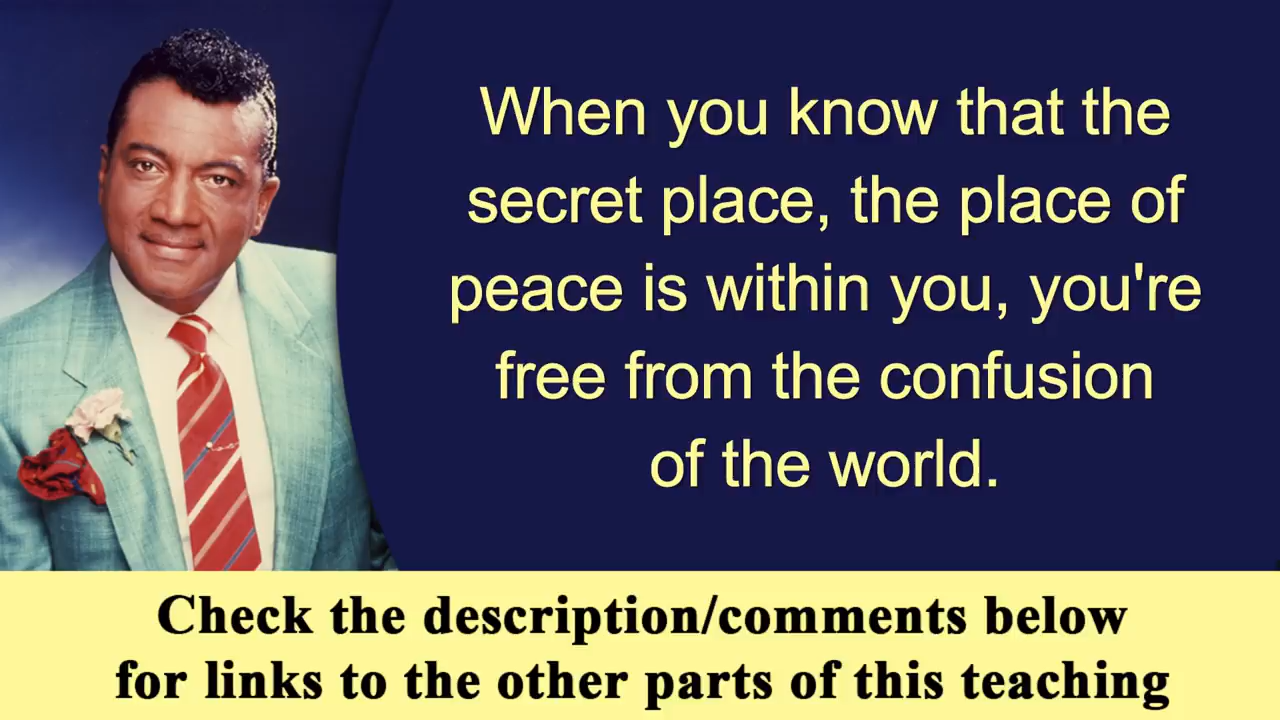 When you know that the
secret place, the place of
peace is within you, you're
free from the confusion
of the world.
Check the description/comments below
for links to the other parts of this teaching